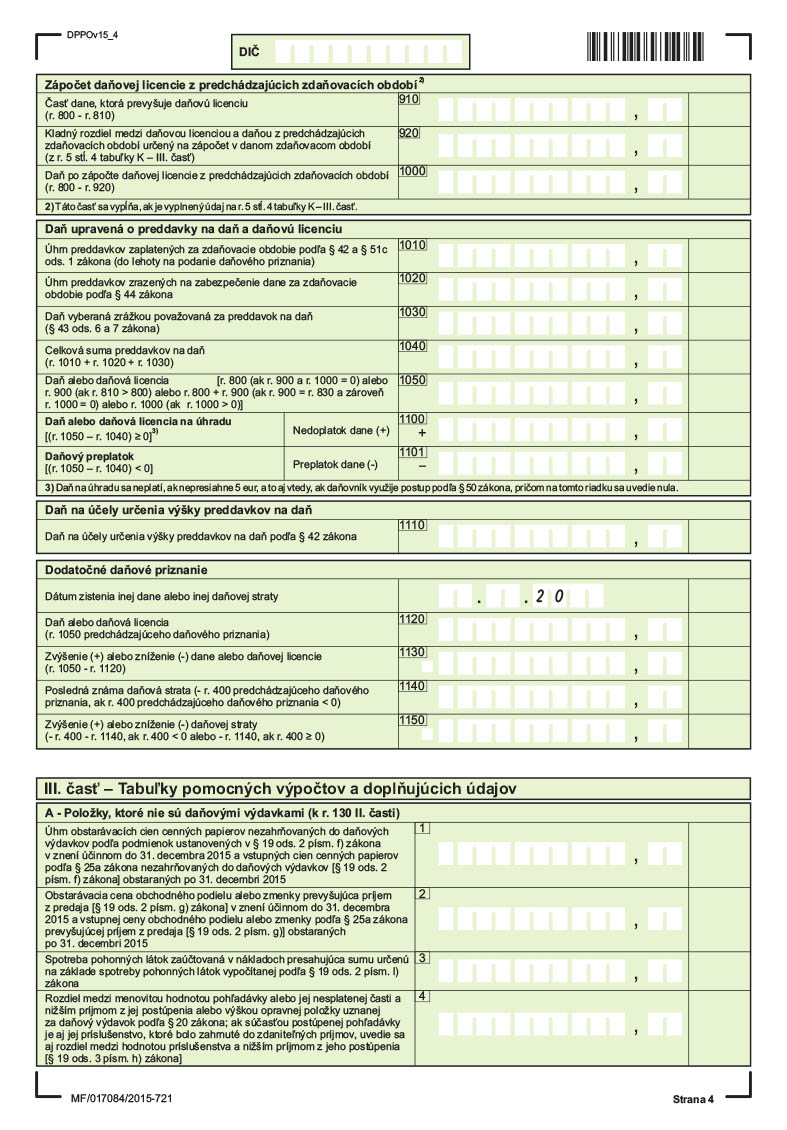 DPPOv15_4
DIČ
Zápočet daňovej licencie z predchádzajúcich zdaňovacích období 2)
Časť dane, ktorá prevyšuje daňovú licenciu
(r. 800 - r. 810)
910
,
Kladný rozdiel medzi daňovou licenciou a daňou z predchádzajúcich
zdaňovacích období určený na zápočet v danom zdaňovacom období
(z r. 5 stĺ. 4 tabuľky K – III. časť)
920
,
Daň po zápočte daňovej licencie z predchádzajúcich zdaňovacích období
(r. 800 - r. 920)
1000
,
2) Táto časť sa vypĺňa, ak je vyplnený údaj na r. 5 stĺ. 4 tabuľky K – III. časť.
Daň upravená o preddavky na daň a daňovú licenciu
Úhrn preddavkov zaplatených za zdaňovacie obdobie podľa § 42 a § 51c
ods. 1 zákona (do lehoty na podanie daňového priznania)
1010
,
Úhrn preddavkov zrazených na zabezpečenie dane za zdaňovacie
obdobie podľa § 44 zákona
1020
,
Daň vyberaná zrážkou považovaná za preddavok na daň
(§ 43 ods. 6 a 7 zákona)
1030
,
Celková suma preddavkov na daň
(r. 1010 + r. 1020 + r. 1030)
1040
,
Daň alebo daňová licencia [r. 800 (ak r. 900 a r. 1000 = 0) alebo
r. 900 (ak r. 810 > 800) alebo r. 800 + r. 900 (ak r. 900 = r. 830 a zároveň
r. 1000 = 0) alebo r. 1000 (ak r. 1000 > 0)]
1050
,
Daň alebo daňová licencia na úhradu
[(r. 1050 – r. 1040) ≥ 0]3)
Nedoplatok dane (+)
1100
+
,
Daňový preplatok
[(r. 1050 – r. 1040) < 0]
Preplatok dane (-)
1101
–
,
3) Daň na úhradu sa neplatí, ak nepresiahne 5 eur, a to aj vtedy, ak daňovník využije postup podľa § 50 zákona, pričom na tomto riadku sa uvedie nula.
Daň na účely určenia výšky preddavkov na daň
Daň na účely určenia výšky preddavkov na daň podľa § 42 zákona
1110
,
Dodatočné daňové priznanie
Dátum zistenia inej dane alebo inej daňovej straty
. . 2 0
Daň alebo daňová licencia
(r. 1050 predchádzajúceho daňového priznania)
1120
,
Zvýšenie (+) alebo zníženie (-) dane alebo daňovej licencie
(r. 1050 - r. 1120)
1130
,
Posledná známa daňová strata (- r. 400 predchádzajúceho daňového
priznania, ak r. 400 predchádzajúceho daňového priznania < 0)
1140
,
Zvýšenie (+) alebo zníženie (-) daňovej straty
(- r. 400 - r. 1140, ak r. 400 < 0 alebo - r. 1140, ak r. 400 ≥ 0)
1150
,
III. časť – Tabuľky pomocných výpočtov a doplňujúcich údajov
A - Položky, ktoré nie sú daňovými výdavkami (k r. 130 II. časti)
Úhrn obstarávacích cien cenných papierov nezahrňovaných do daňových
výdavkov podľa podmienok ustanovených v § 19 ods. 2 písm. f) zákona
v znení účinnom do 31. decembra 2015 a vstupných cien cenných papierov
podľa § 25a zákona nezahrňovaných do daňových výdavkov [§ 19 ods. 2
písm. f) zákona] obstaraných po 31. decembri 2015
1
,
Obstarávacia cena obchodného podielu alebo zmenky prevyšujúca príjem
z predaja [§ 19 ods. 2 písm. g) zákona] v znení účinnom do 31. decembra
2015 a vstupnej ceny obchodného podielu alebo zmenky podľa § 25a zákona
prevyšujúcej príjem z predaja [§ 19 ods. 2 písm. g)] obstaraných
po 31. decembri 2015
2
,
Spotreba pohonných látok zaúčtovaná v nákladoch presahujúca sumu určenú
na základe spotreby pohonných látok vypočítanej podľa § 19 ods. 2 písm. l)
zákona
3
,
Rozdiel medzi menovitou hodnotou pohľadávky alebo jej nesplatenej časti a
nižším príjmom z jej postúpenia alebo výškou opravnej položky uznanej
za daňový výdavok podľa § 20 zákona; ak súčasťou postúpenej pohľadávky
je aj jej príslušenstvo, ktoré bolo zahrnuté do zdaniteľných príjmov, uvedie sa
aj rozdiel medzi hodnotou príslušenstva a nižším príjmom z jeho postúpenia
[§ 19 ods. 3 písm. h) zákona]
4
,
MF/017084/2015-721
Strana 4